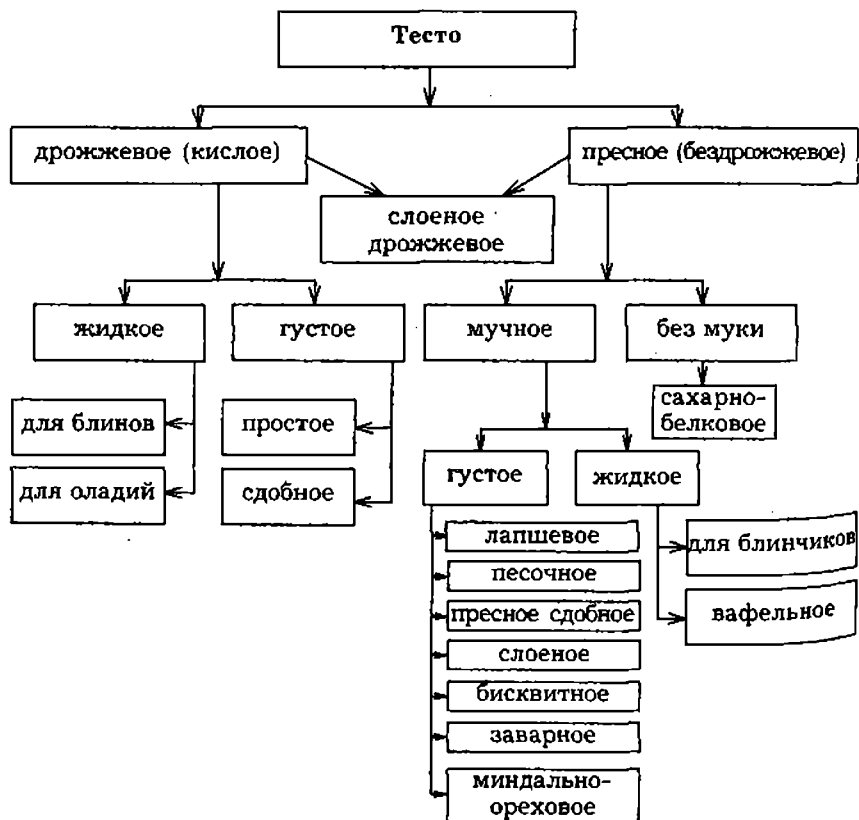 Тесто
дрожжевое (кислое)
пресное (бездрожжевое)
слоеное
дрожжевое
жидкое
густое
мучное
без муки
для блинов
для оладий
простое
сдобное
сахарно-
белковое
густое
жидкое
лапшевое
песочное
пресное сдобное
слоеное
бисквитное
заварное
миндально-
ореховое
для блинчиков
вафельное